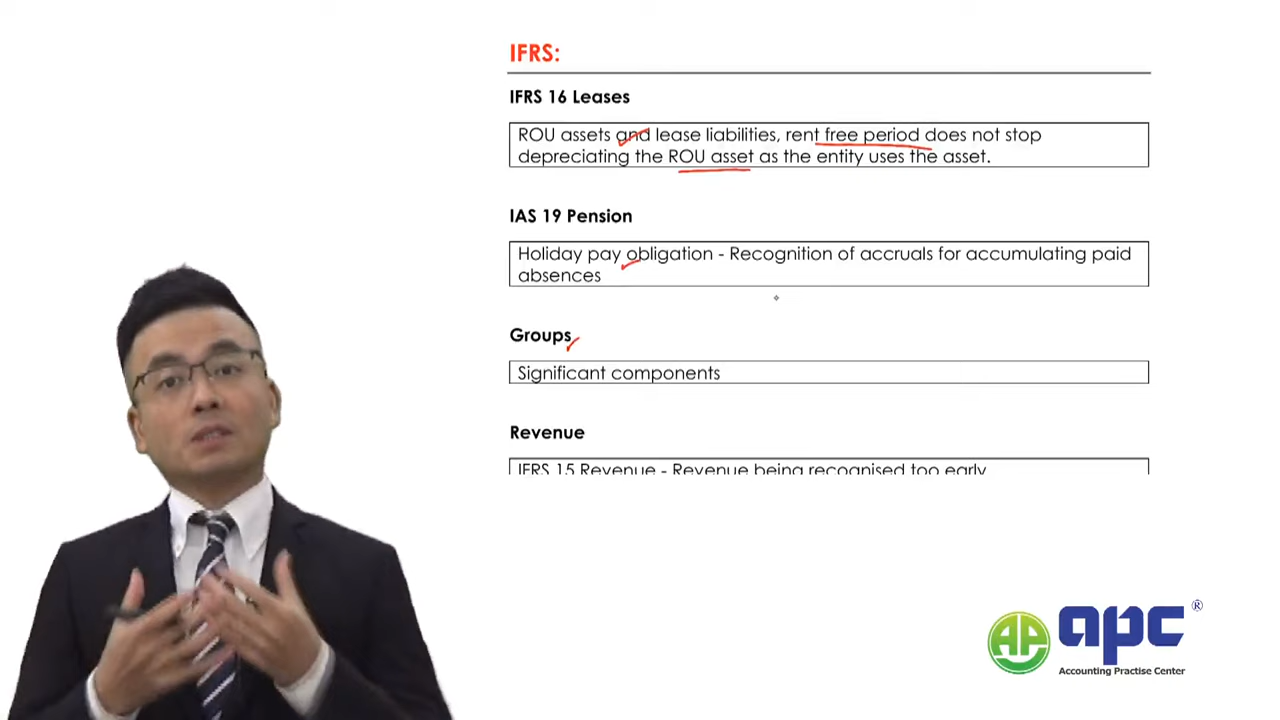 IFRS:
IFRS 16 Leases
ROU assets and lease liabilities, rent free period does not stop
depreciating the ROU asset as the entity uses the asset.
IAS 19 Pension
Holiday pay obligation - Recognition of accruals for accumulating paid
absences
Groups
Significant components
Revenue
IFRS 15 Revenue - Revenue being recognised too early
AP apc ®
Accounting Practise Center